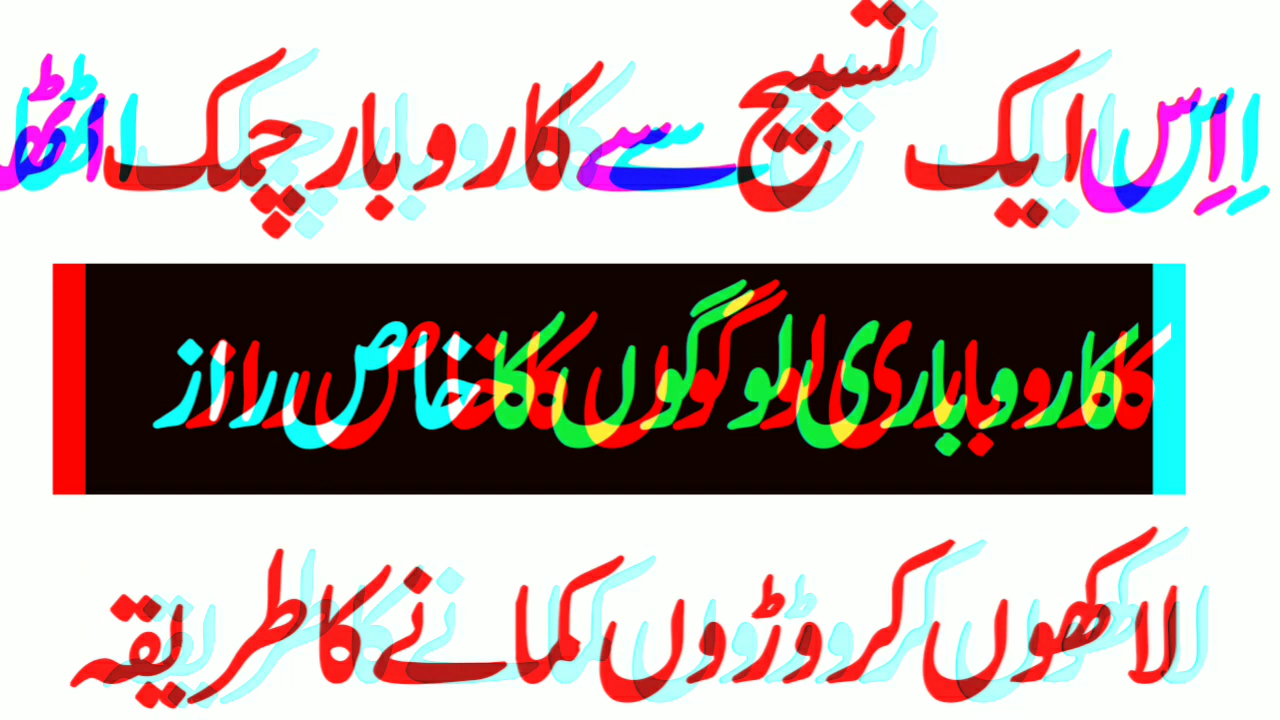 اِس ایک تسبیح سے کاروبار چمک اٹھا
کاروباری لوگوں کا خاص راز
لاکھوں کروڑوں کمانے کا طریقہ